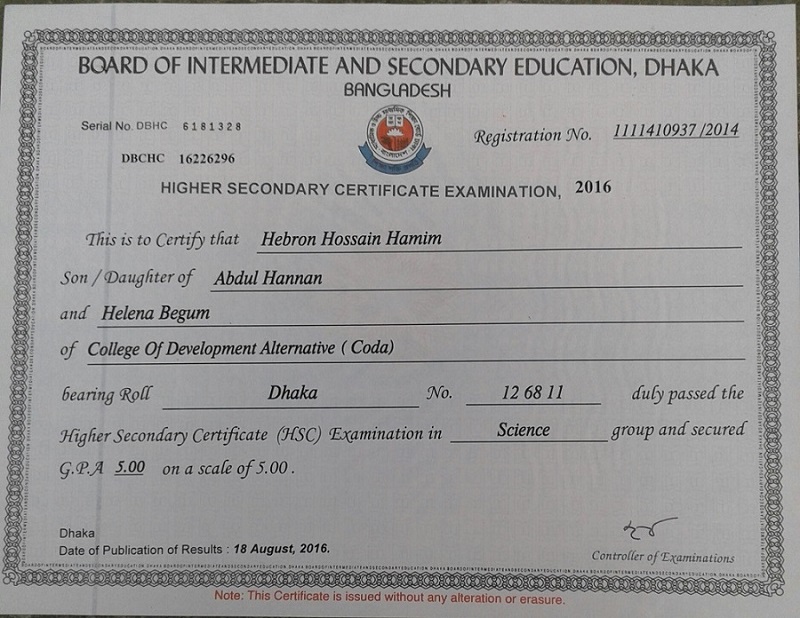 BOARD OF INTERMEDIATE AND SECONDARY EDUCATION, DHAKA
BANGLADESH
Serial No. DBHC 6181328
Registration No. 1111410937/2014
DBCHC 16226296
HIGHER SECONDARY CERTIFICATE EXAMINATION, 2016
This is to Certify that Hebron Hossain Hamim
Son / Daughter of Abdul Hannan
and Helena Begum
of College Of Development Alternative ( Coda)
bearing Roll Dhaka No. 12 68 11 duly passed the
Higher Secondary Certificate (HSC) Examination in Science group and secured
G.P.A 5.00 on a scale of 5.00 .
Dhaka
Date of Publication of Results : 18 August, 2016.
Controller of Examinations
Note: This Certificate is issued without any alteration or erasure.